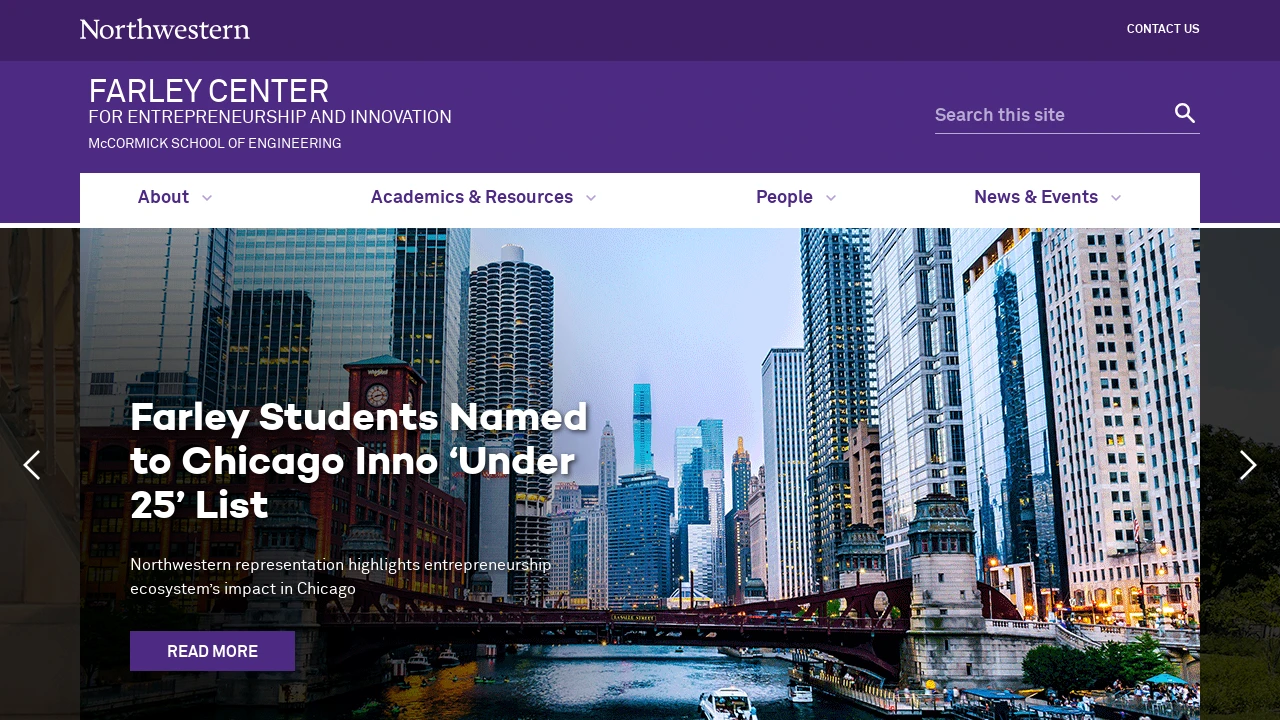 Northwestern
CONTACT US
FARLEY CENTER
FOR ENTREPRENEURSHIP AND INNOVATION
McCORMICK SCHOOL OF ENGINEERING
Search this site
About
Academics & Resources
People
News & Events
Farley Students Named
to Chicago Inno ‘Under
25’ List
Northwestern representation highlights entrepreneurship
ecosystem's impact in Chicago
READ MORE
LASALLE STREET